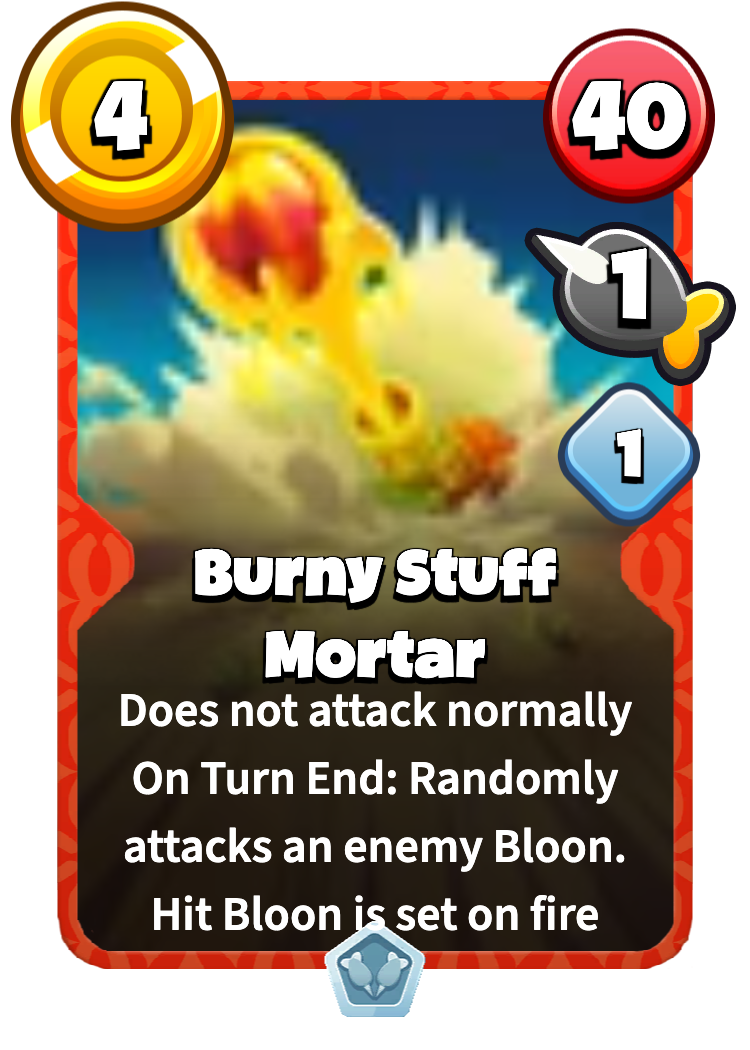 4
40
1
1
Burny Stuff
Mortar
Does not attack normally
On Turn End: Randomly
attacks an enemy Bloon.
Hit Bloon is set on fire